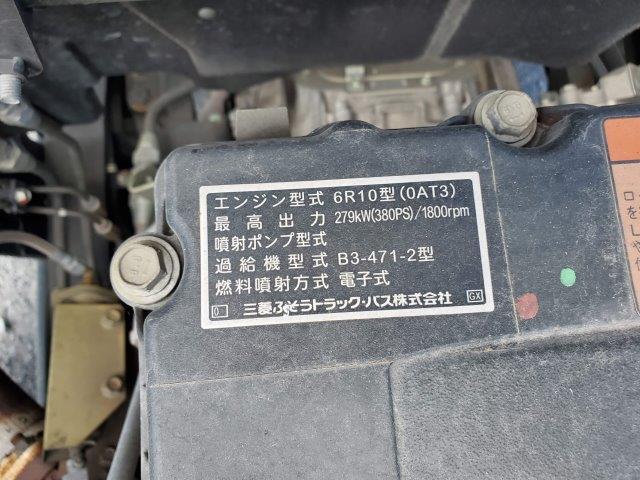 エンジン型式 6R10型(0AT3)
最高出力 279kW(380PS)/1800rpm
噴射ポンプ型式
過給機型式 B3-471-2型
燃料噴射方式 電子式
0 三菱ふそうトラック・バス株式会社 GX